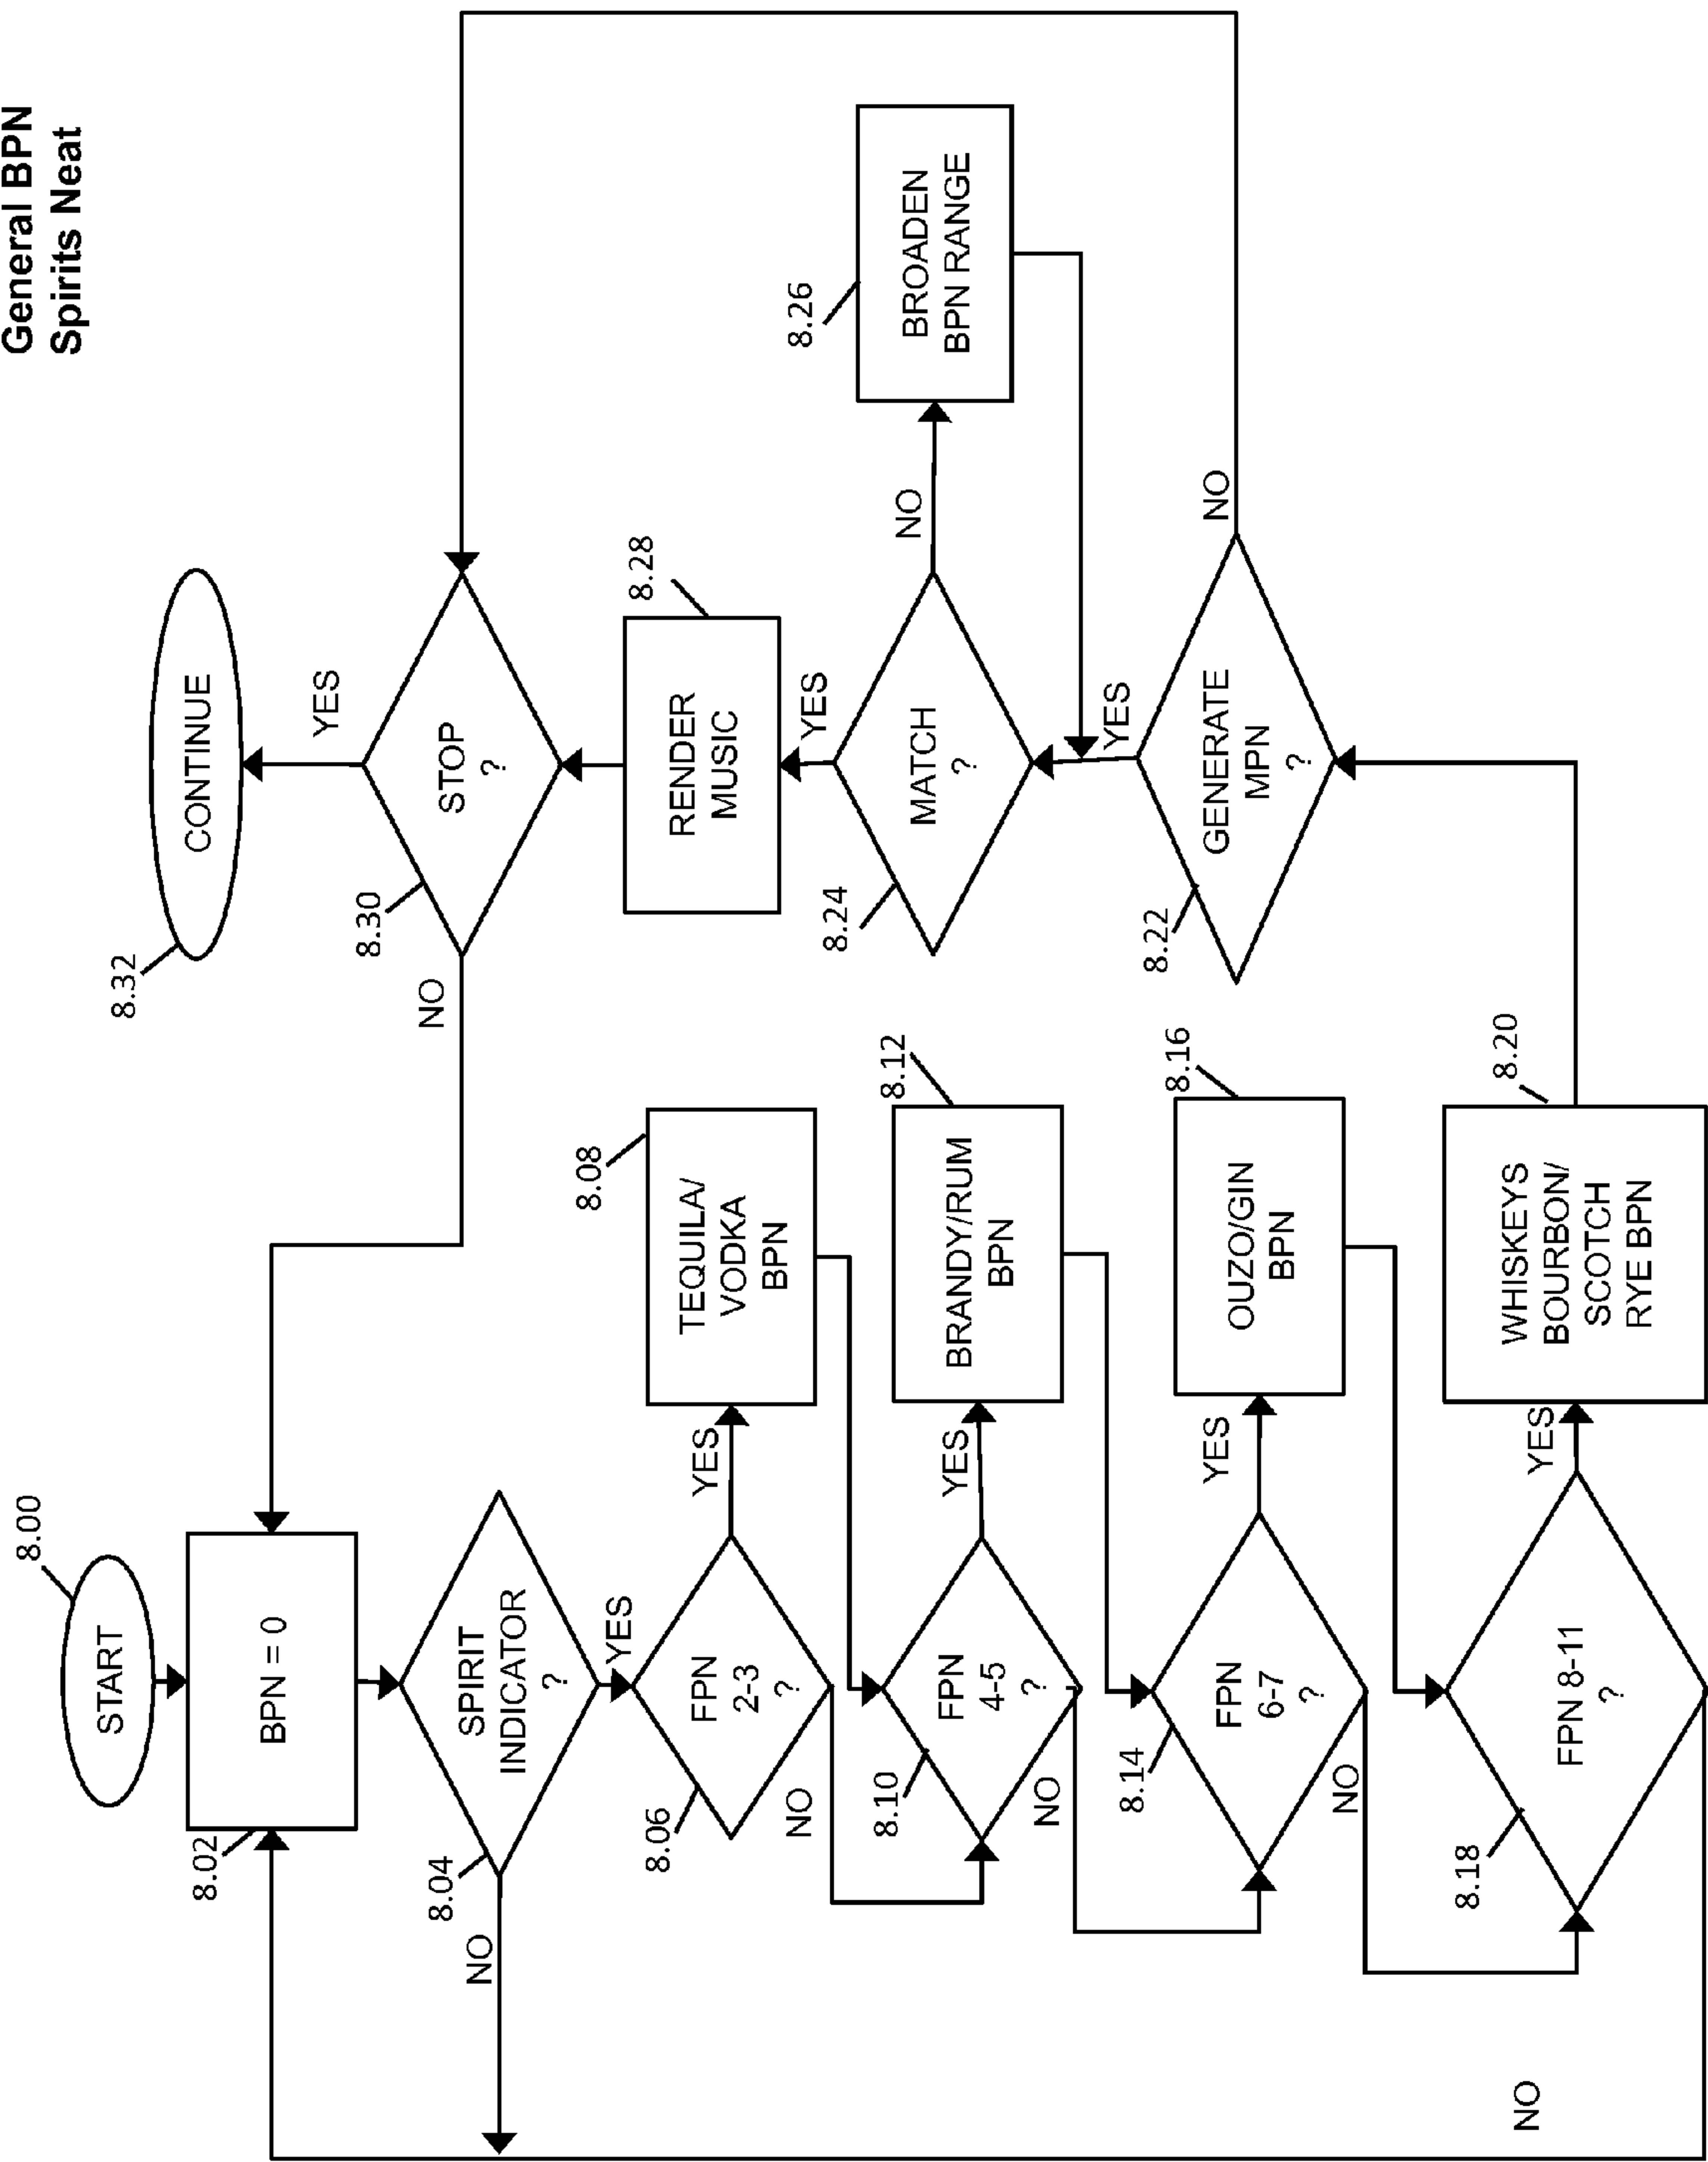 General BPN
Spirits Neat
8.00
START
8.02
BPN = 0
8.04
SPIRIT
INDICATOR
?
NO
YES
8.06
FPN
2-3
?
YES
NO
8.08
TEQUILA/
VODKA
BPN
8.10
FPN
4-5
?
YES
NO
8.12
BRANDY/RUM
BPN
8.14
FPN
6-7
?
YES
NO
8.16
OUZO/GIN
BPN
8.18
FPN 8-11
?
YES
NO
8.20
WHISKEYS
BOURBON/
SCOTCH
RYE BPN
8.22
GENERATE
MPN
?
YES
NO
8.24
MATCH
?
YES
NO
8.26
BROADEN
BPN RANGE
8.28
RENDER
MUSIC
8.30
STOP
?
NO
YES
8.32
CONTINUE